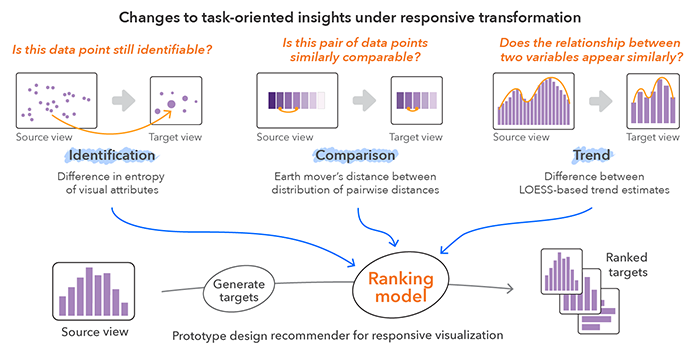 Changes to task-oriented insights under responsive transformation
Is this data point still identifiable?
Source view
Target view
Identification
Difference in entropy
of visual attributes
Is this pair of data points
similarly comparable?
Source view
Target view
Comparison
Earth mover's distance between
distribution of pairwise distances
Does the relationship between
two variables appear similarly?
Source view
Target view
Trend
Difference between
LOESS-based trend estimates
Source view
Generate
targets
Ranking
model
Ranked
targets
Prototype design recommender for responsive visualization